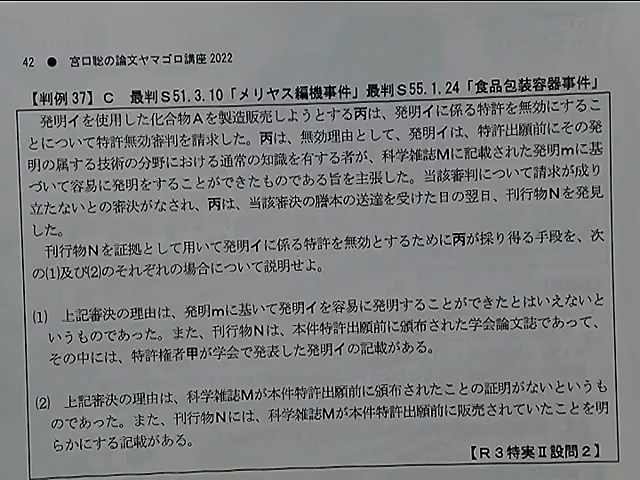 42 ● 宮口聡の論文ヤマゴロ講座 2022
【判例 37】C 最判S51.3.10「メリヤス編機事件」最判S55.1.24「食品包装容器事件」
発明イを使用した化合物Aを製造販売しようとする丙は、発明イに係る特許を無効にするこ
とについて特許無効審判を請求した。丙は、無効理由として、発明イは、特許出願前にその発
明の属する技術の分野における通常の知識を有する者が、科学雑誌Mに記載された発明mに基
づいて容易に発明をすることができたものである旨を主張した。当該審判について請求が成り
立たないとの審決がなされ、丙は、当該審決の謄本の送達を受けた日の翌日、刊行物Nを発見
した。
刊行物Nを証拠として用いて発明イに係る特許を無効とするために丙が採り得る手段を、次
の(1)及び(2)のそれぞれの場合について説明せよ。
(1) 上記審決の理由は、発明mに基いて発明イを容易に発明することができたとはいえないと
いうものであった。また、刊行物Nは、本件特許出願前に頒布された学会論文誌であって、
その中には、特許権者甲が学会で発表した発明イの記載がある。
(2) 上記審決の理由は、科学雑誌Mが本件特許出願前に頒布されたことの証明がないというも
のであった。また、刊行物Nには、科学雑誌Mが本件特許出願前に販売されていたことを明
らかにする記載がある。
【R3特実Ⅱ設問2】